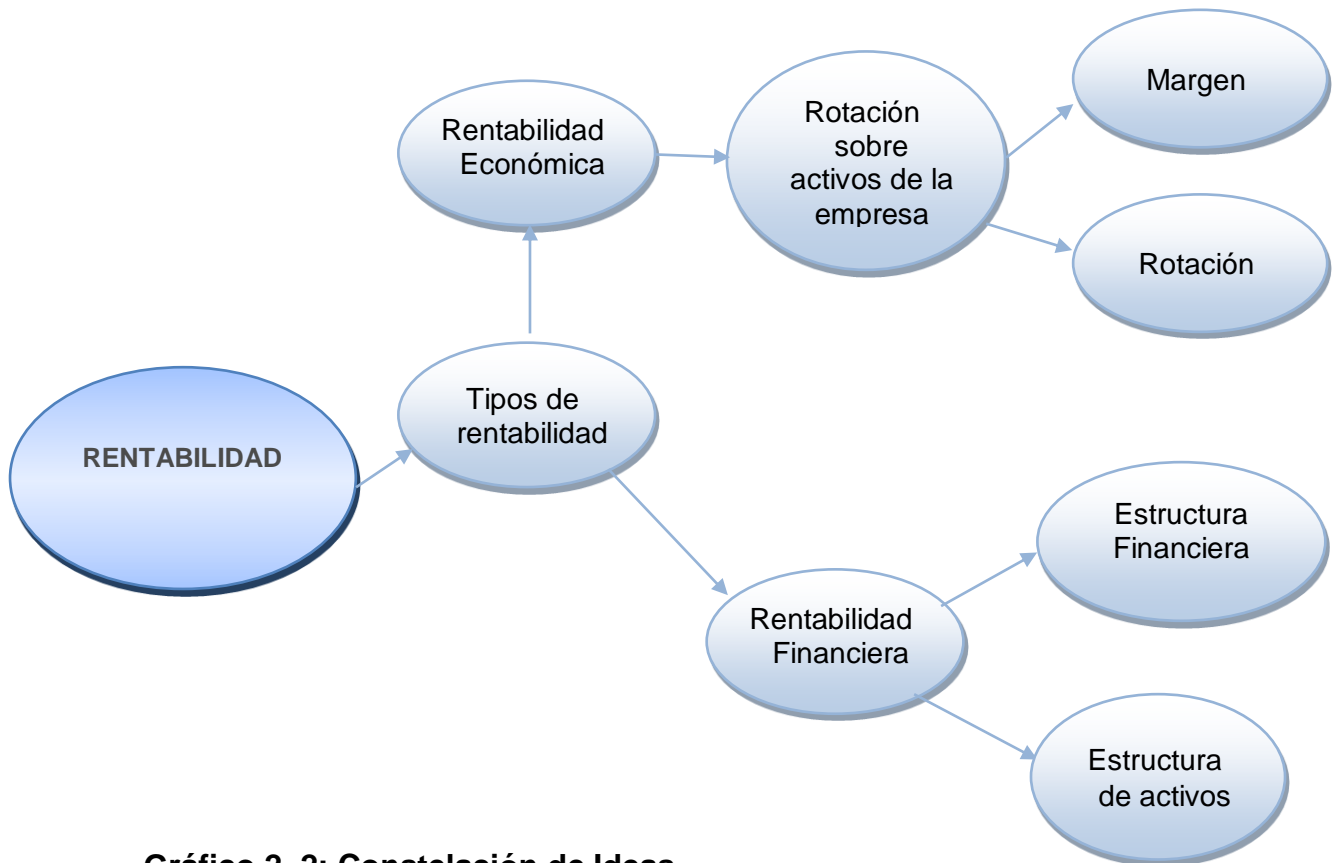 Margen
Rentabilidad
Económica
Rotación
sobre
activos de la
empresa
Rotación
Tipos de
rentabilidad
RENTABILIDAD
Estructura
Financiera
Rentabilidad
Financiera
Estructura
de activos
Gráfico 2. 2: Constelación de Ideas